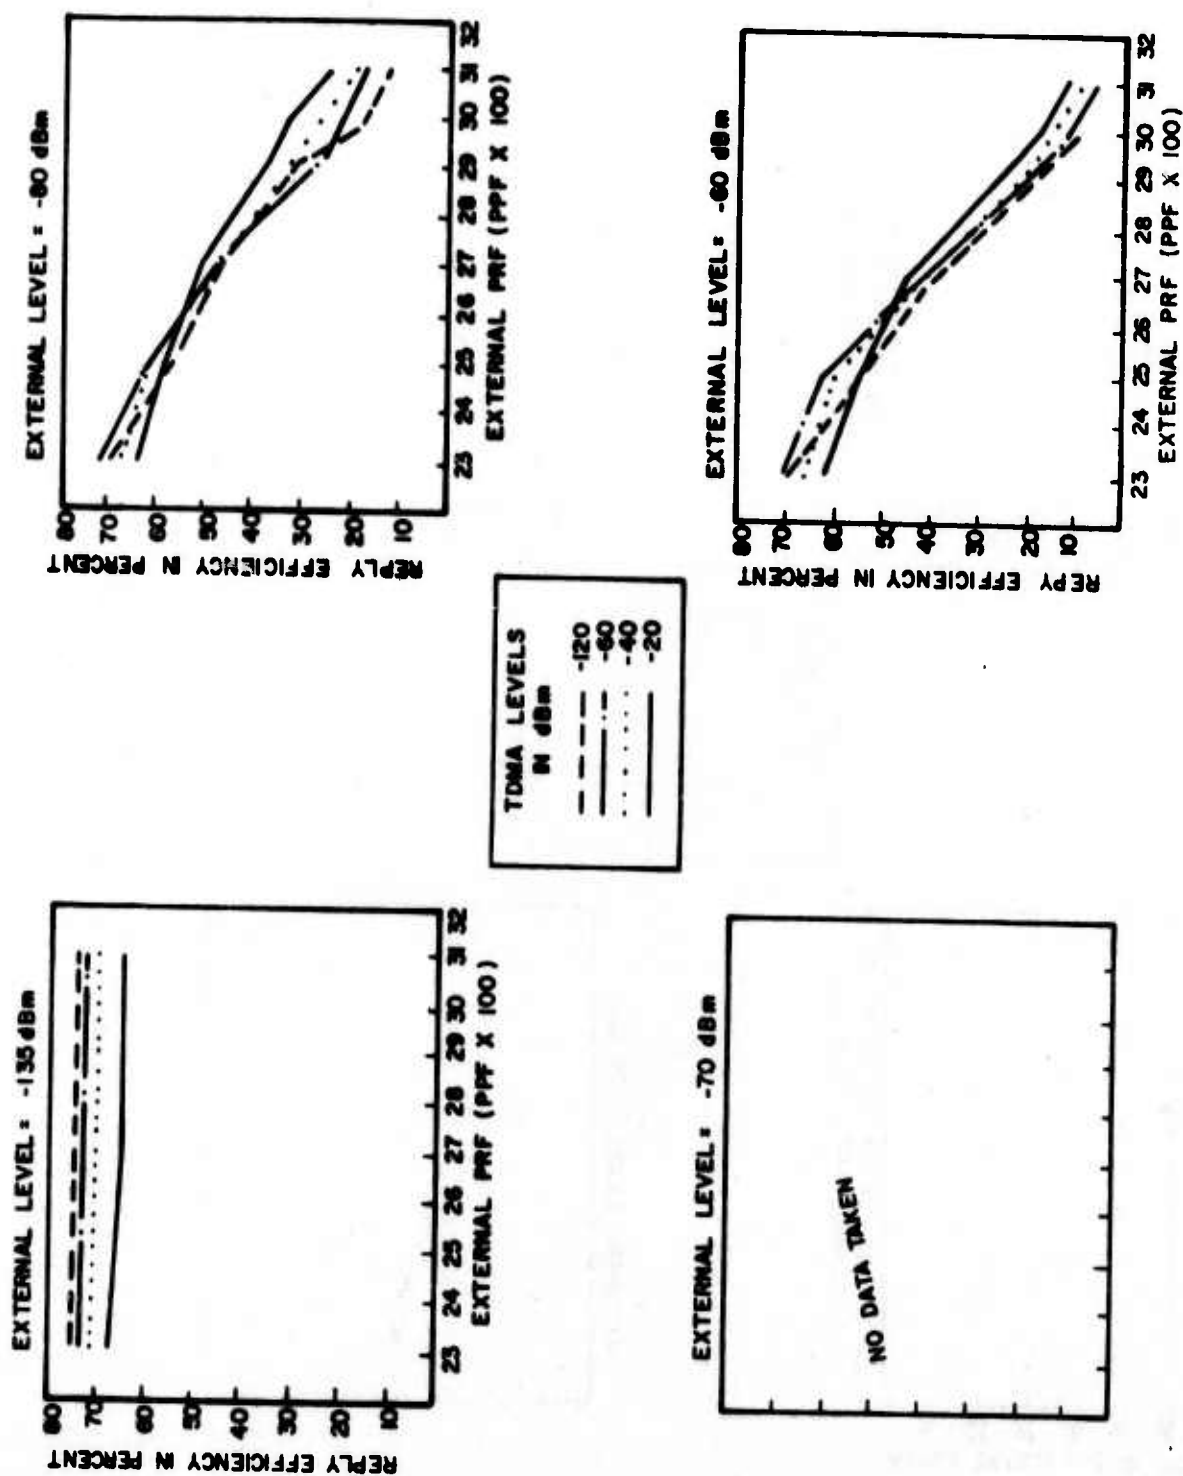 EXTERNAL LEVEL = -135 dBm
REPLY EFFICIENCY IN PERCENT
80
70
60
50
40
30
20
10
23 24 25 26 27 28 29 30 31 32
EXTERNAL PRF (PPF X 100)
EXTERNAL LEVEL = -80 dBm
REPLY EFFICIENCY IN PERCENT
80
70
60
50
40
30
20
10
23 24 25 26 27 28 29 30 31 32
EXTERNAL PRF (PPF X 100)
TDMA LEVELS
IN dBm
-120
-60
-40
-20
EXTERNAL LEVEL = -70 dBm
NO DATA TAKEN
EXTERNAL LEVEL = -60 dBm
REPY EFFICIENCY IN PERCENT
80
70
60
50
40
30
20
10
23 24 25 26 27 28 29 30 31 32
EXTERNAL PRF (PPF X 100)